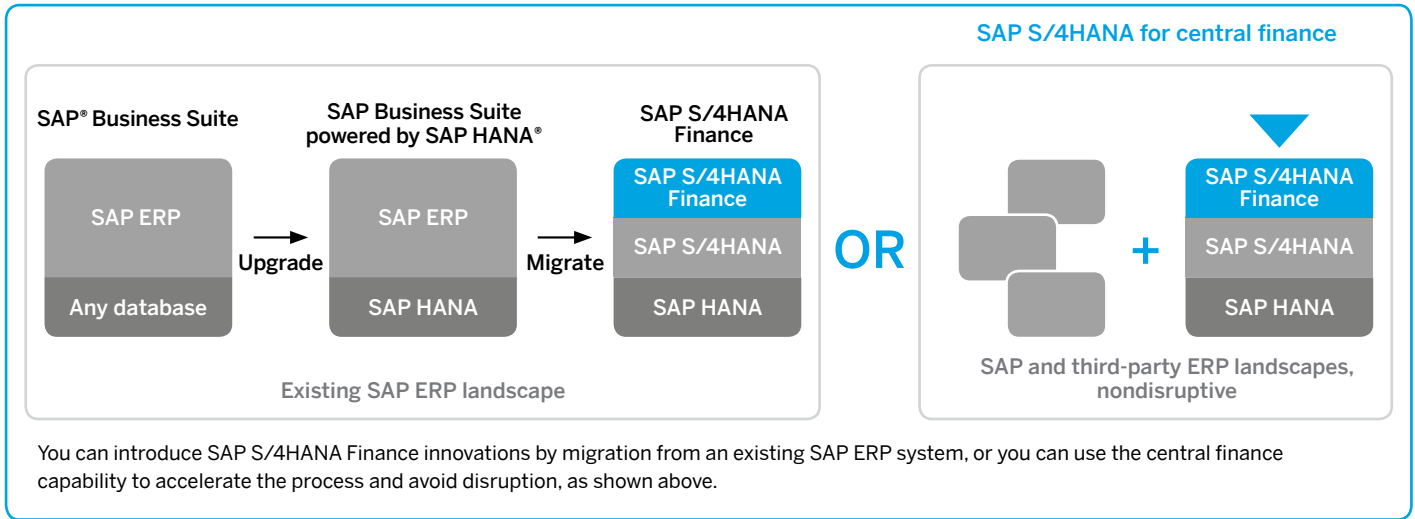 SAP S/4HANA for central finance
SAP® Business Suite
SAP ERP
Any database
Upgrade
SAP Business Suite
powered by SAP HANA®
SAP ERP
SAP HANA
Migrate
SAP S/4HANA
Finance
SAP S/4HANA
Finance
SAP S/4HANA
SAP HANA
Existing SAP ERP landscape
OR
+
SAP S/4HANA
Finance
SAP S/4HANA
SAP HANA
SAP and third-party ERP landscapes,
nondisruptive
You can introduce SAP S/4HANA Finance innovations by migration from an existing SAP ERP system, or you can use the central finance
capability to accelerate the process and avoid disruption, as shown above.